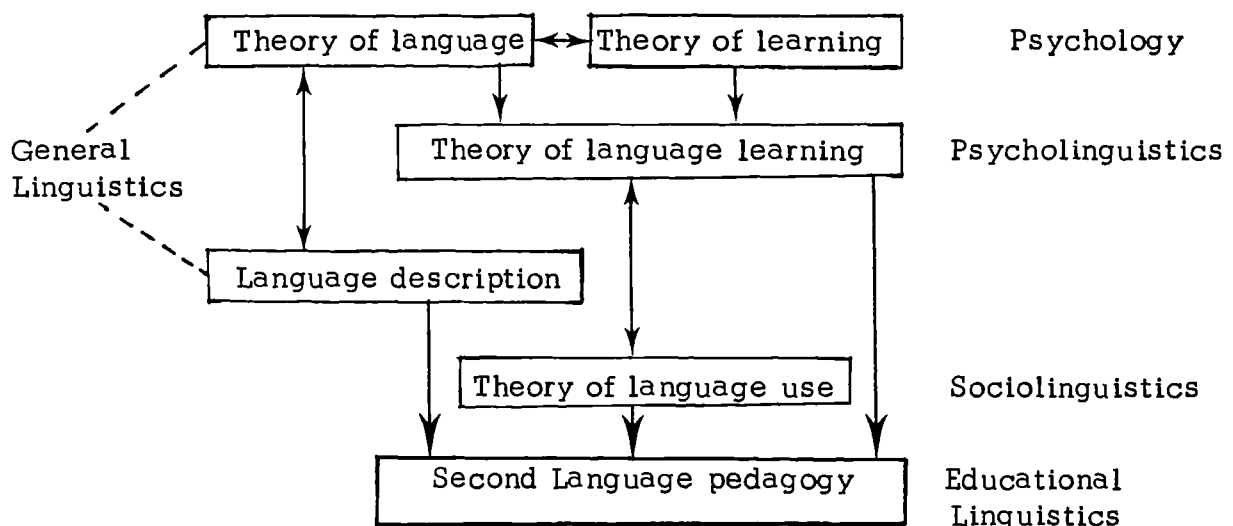 Theory of language
Theory of learning
Psychology
General
Linguistics
Theory of language learning
Psycholinguistics
Language description
Theory of language use
Sociolinguistics
Second Language pedagogy
Educational
Linguistics